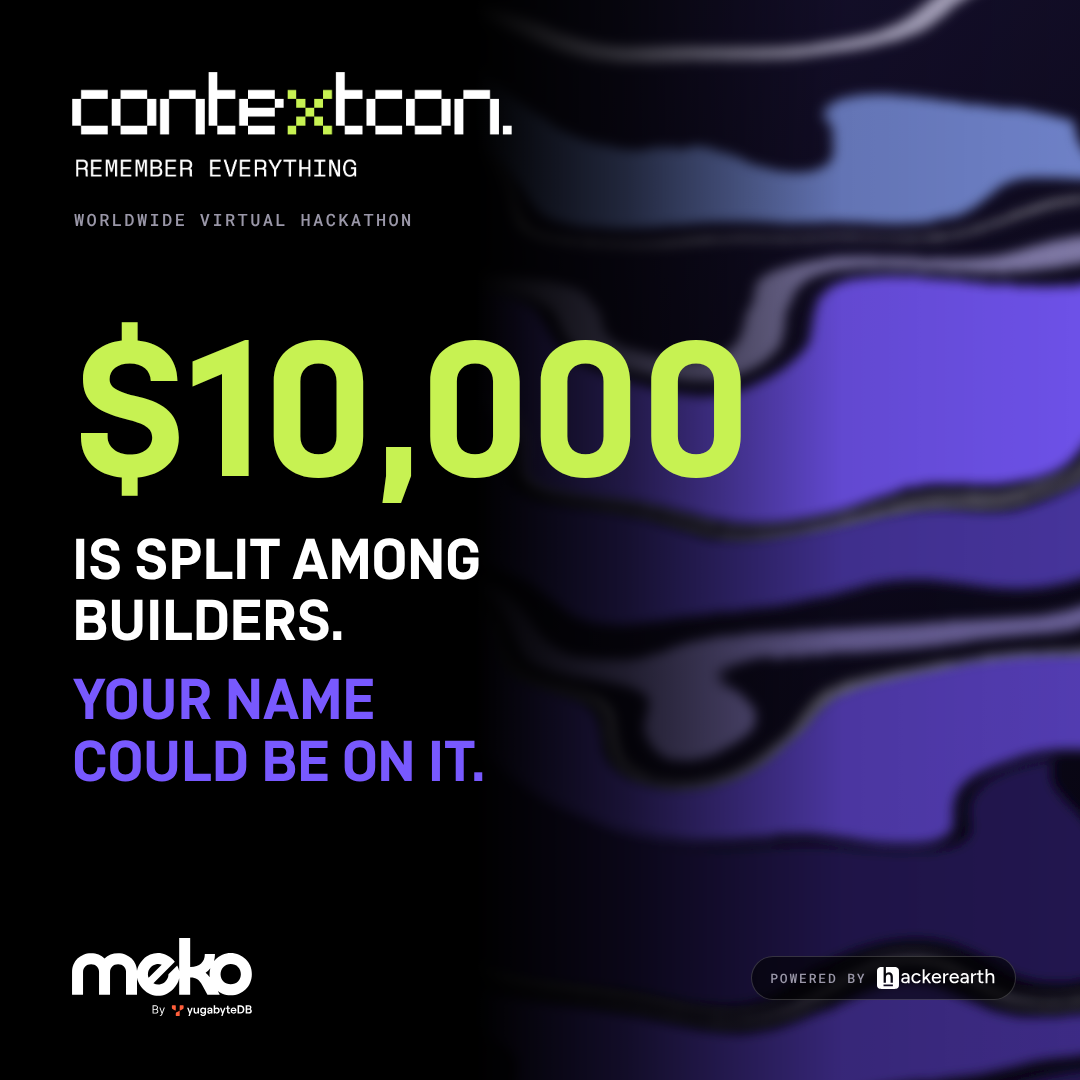 contextcon.
REMEMBER EVERYTHING
WORLDWIDE VIRTUAL HACKATHON
$10,000
IS SPLIT AMONG
BUILDERS.
YOUR NAME
COULD BE ON IT.
meko
By yugabyteDB
POWERED BY hackerearth